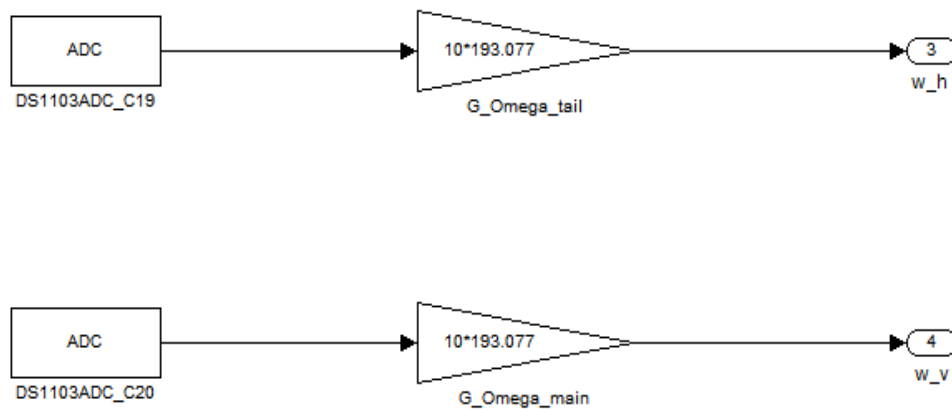 ADC
10*193.077
3
DS1103ADC_C19
G_Omega_tail
w_h
ADC
10*193.077
4
DS1103ADC_C20
G_Omega_main
w_v